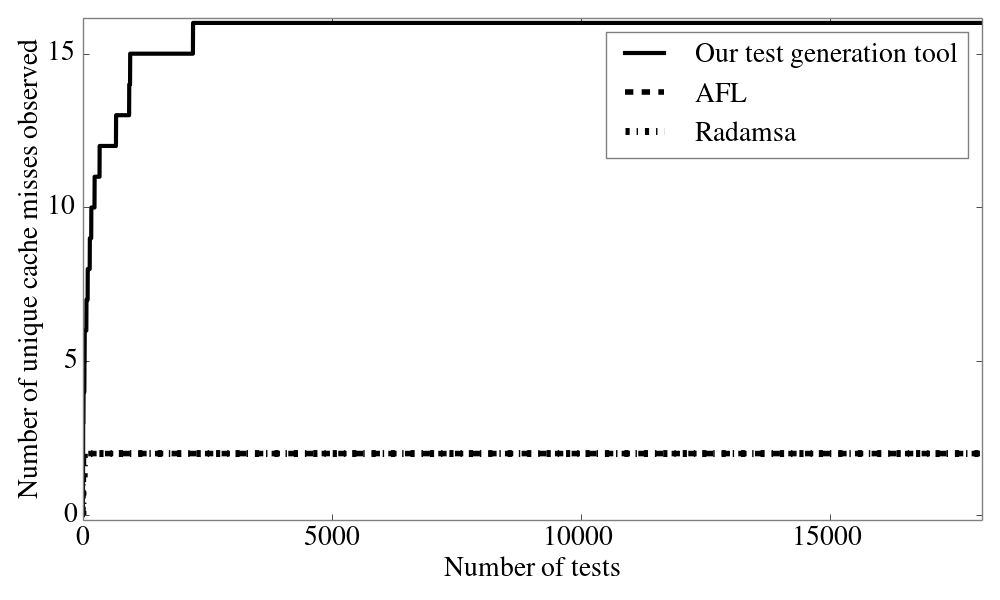 Number of unique cache misses observed
15
10
5
0
Our test generation tool
AFL
Radamsa
0 5000 10000 15000
Number of tests